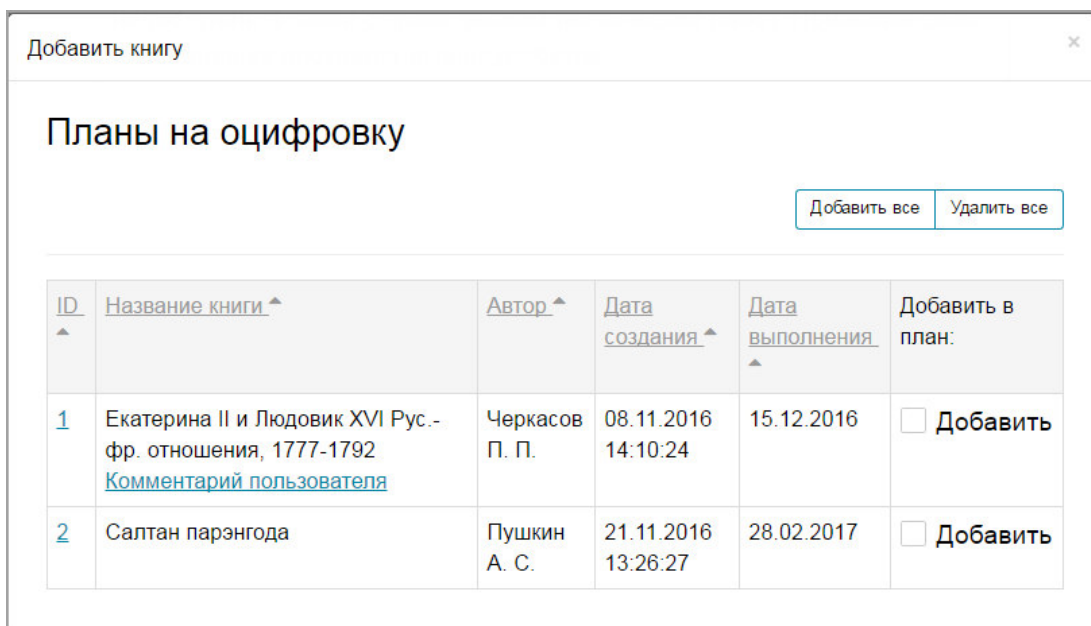 Добавить книгу ×
Планы на оцифровку
Добавить все Удалить все
ID Название книги Автор Дата создания Дата выполнения Добавить в план:
1 Екатерина II и Людовик XVI Рус.-фр. отношения, 1777-1792 Комментарий пользователя Черкасов П. П. 08.11.2016 14:10:24 15.12.2016 Добавить
2 Салтан парэнгода Пушкин А. С. 21.11.2016 13:26:27 28.02.2017 Добавить